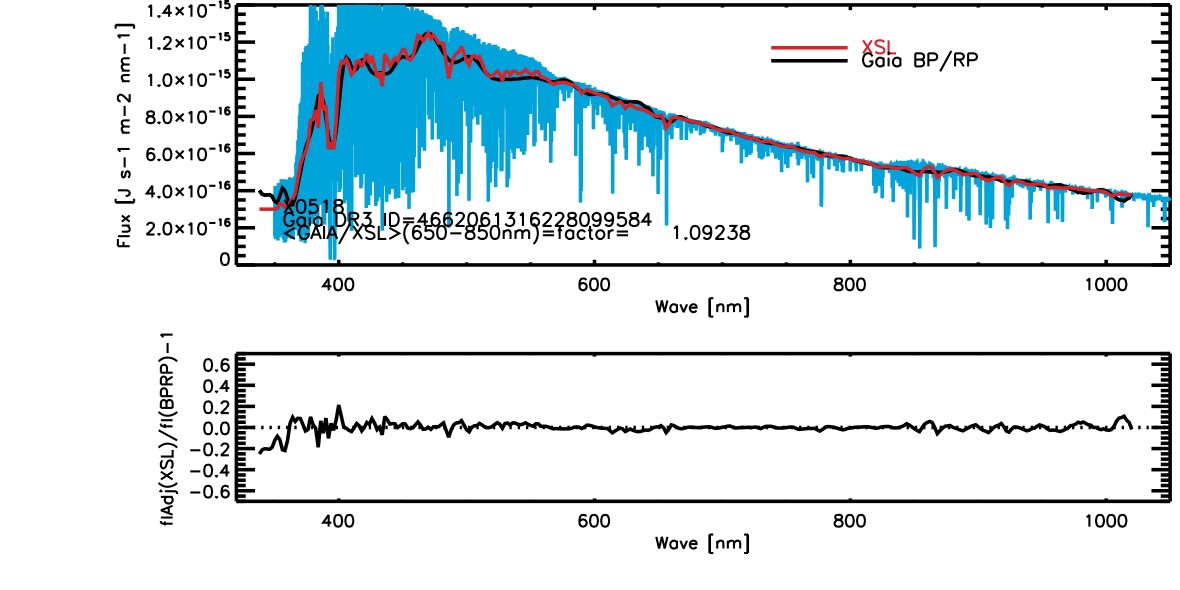 1.4×10⁻¹⁵
1.2×10⁻¹⁵
1.0×10⁻¹⁵
8.0×10⁻¹⁶
6.0×10⁻¹⁶
4.0×10⁻¹⁶
2.0×10⁻¹⁶
0
Flux [J s−1 m−2 nm−1]
XSL
Gaia BP/RP
X0518
Gaia DR3 ID=4662061316228099584
<GAIA/XSL>(650−850nm)=factor= 1.09238
400 600 800 1000
Wave [nm]
0.6
0.4
0.2
0.0
−0.2
−0.4
−0.6
flAdj(XSL)/fl(BPRP)−1
400 600 800 1000
Wave [nm]